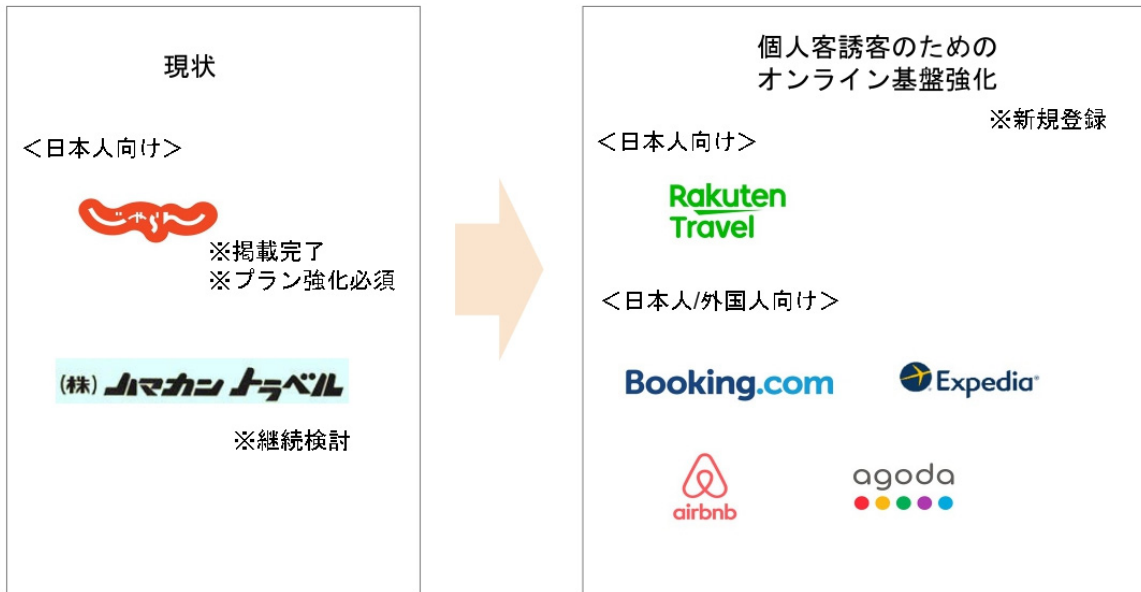 現状
＜日本人向け＞
じゃらん
※掲載完了
※プラン強化必須
(株) ハマカン トラベル
※継続検討
個人客誘客のための
オンライン基盤強化
※新規登録
＜日本人向け＞
Rakuten
Travel
＜日本人/外国人向け＞
Booking.com
Expedia®
airbnb
agoda